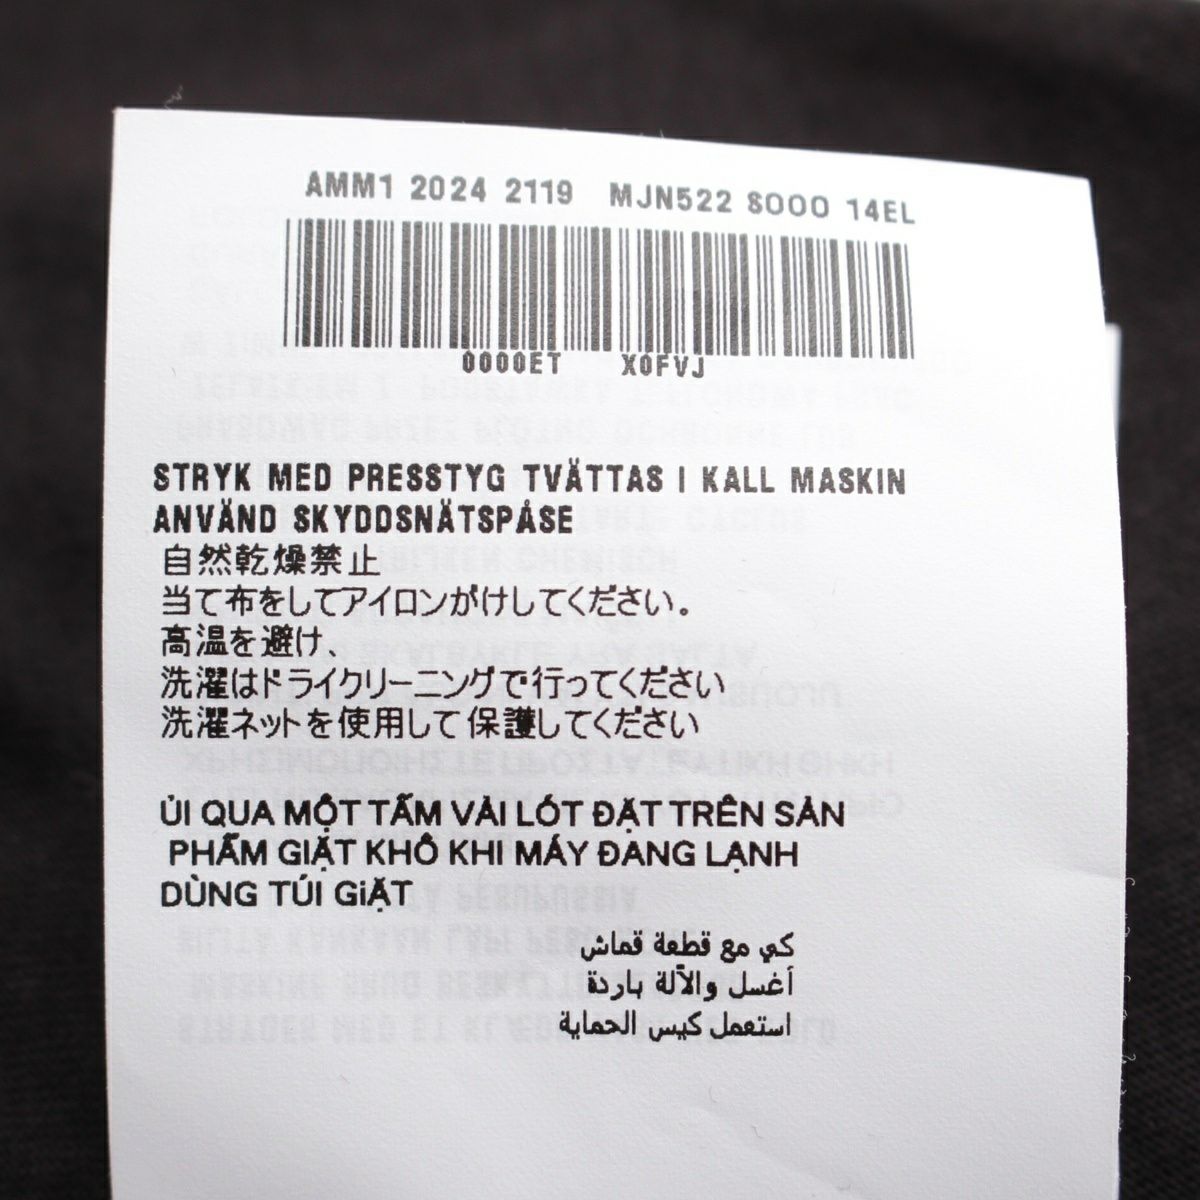 AMM1 2024 2119 MJN522 S000 14EL
0000ET X0FVJ
STRYK MED PRESSTYG TVÄTTAS I KALL MASKIN
ANVÄND SKYDDSNÄTSPÅSE
自然乾燥禁止
当て布をしてアイロンがけしてください。
高温を避け、
洗濯はドライクリーニングで行ってください
洗濯ネットを使用して保護してください
ỦI QUA MỘT TẤM VẢI LÓT ĐẶT TRÊN SẢN
PHẨM GIẶT KHÔ KHI MÁY ĐANG LẠNH
DÙNG TÚI GiẶT
كي مع قطعة قماش
أغسل والآلة باردة
استعمل كيس الحماية